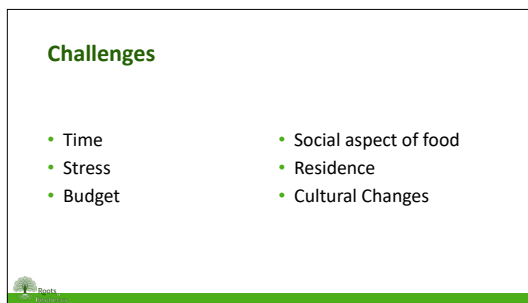 Challenges
• Time
• Stress
• Budget
• Social aspect of food
• Residence
• Cultural Changes
Roots